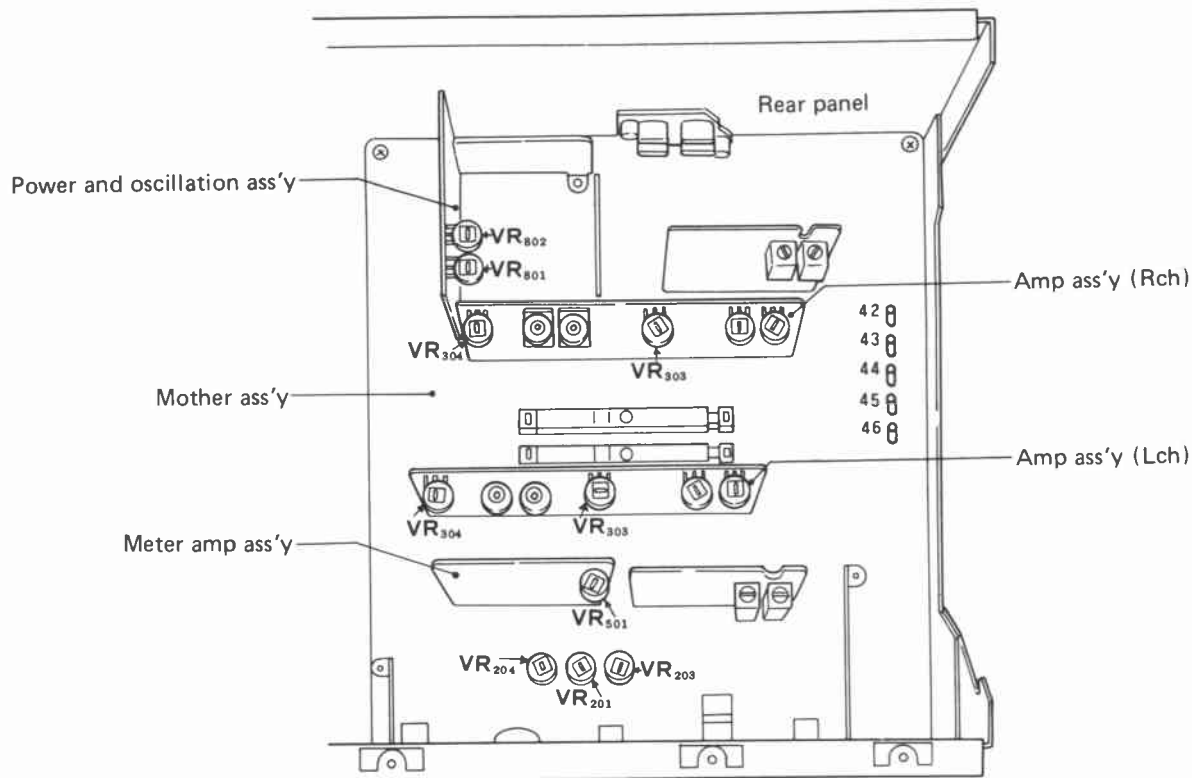 Rear panel
Power and oscillation ass'y
VR802
VR801
Amp ass'y (Rch)
42
43
44
45
46
VR304
VR303
Mother ass'y
Amp ass'y (Lch)
VR304
VR303
Meter amp ass'y
VR501
VR204
VR203
VR201